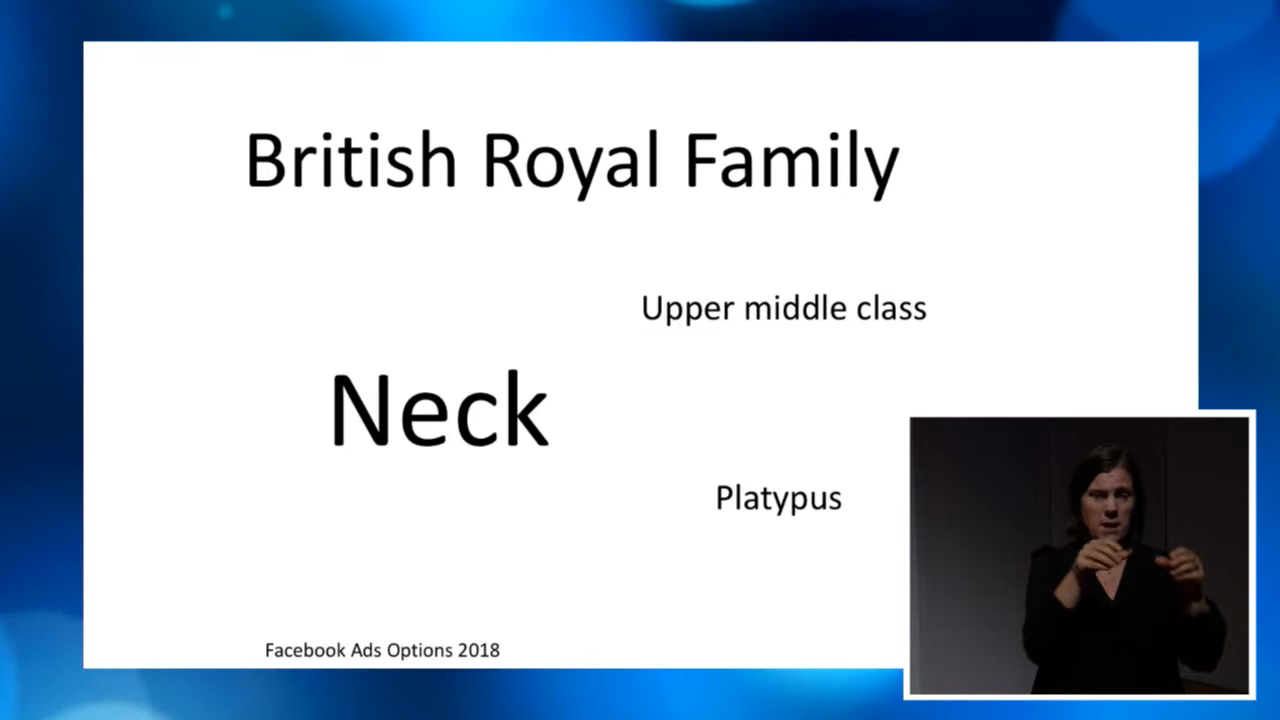 British Royal Family
Upper middle class
Neck
Platypus
Facebook Ads Options 2018